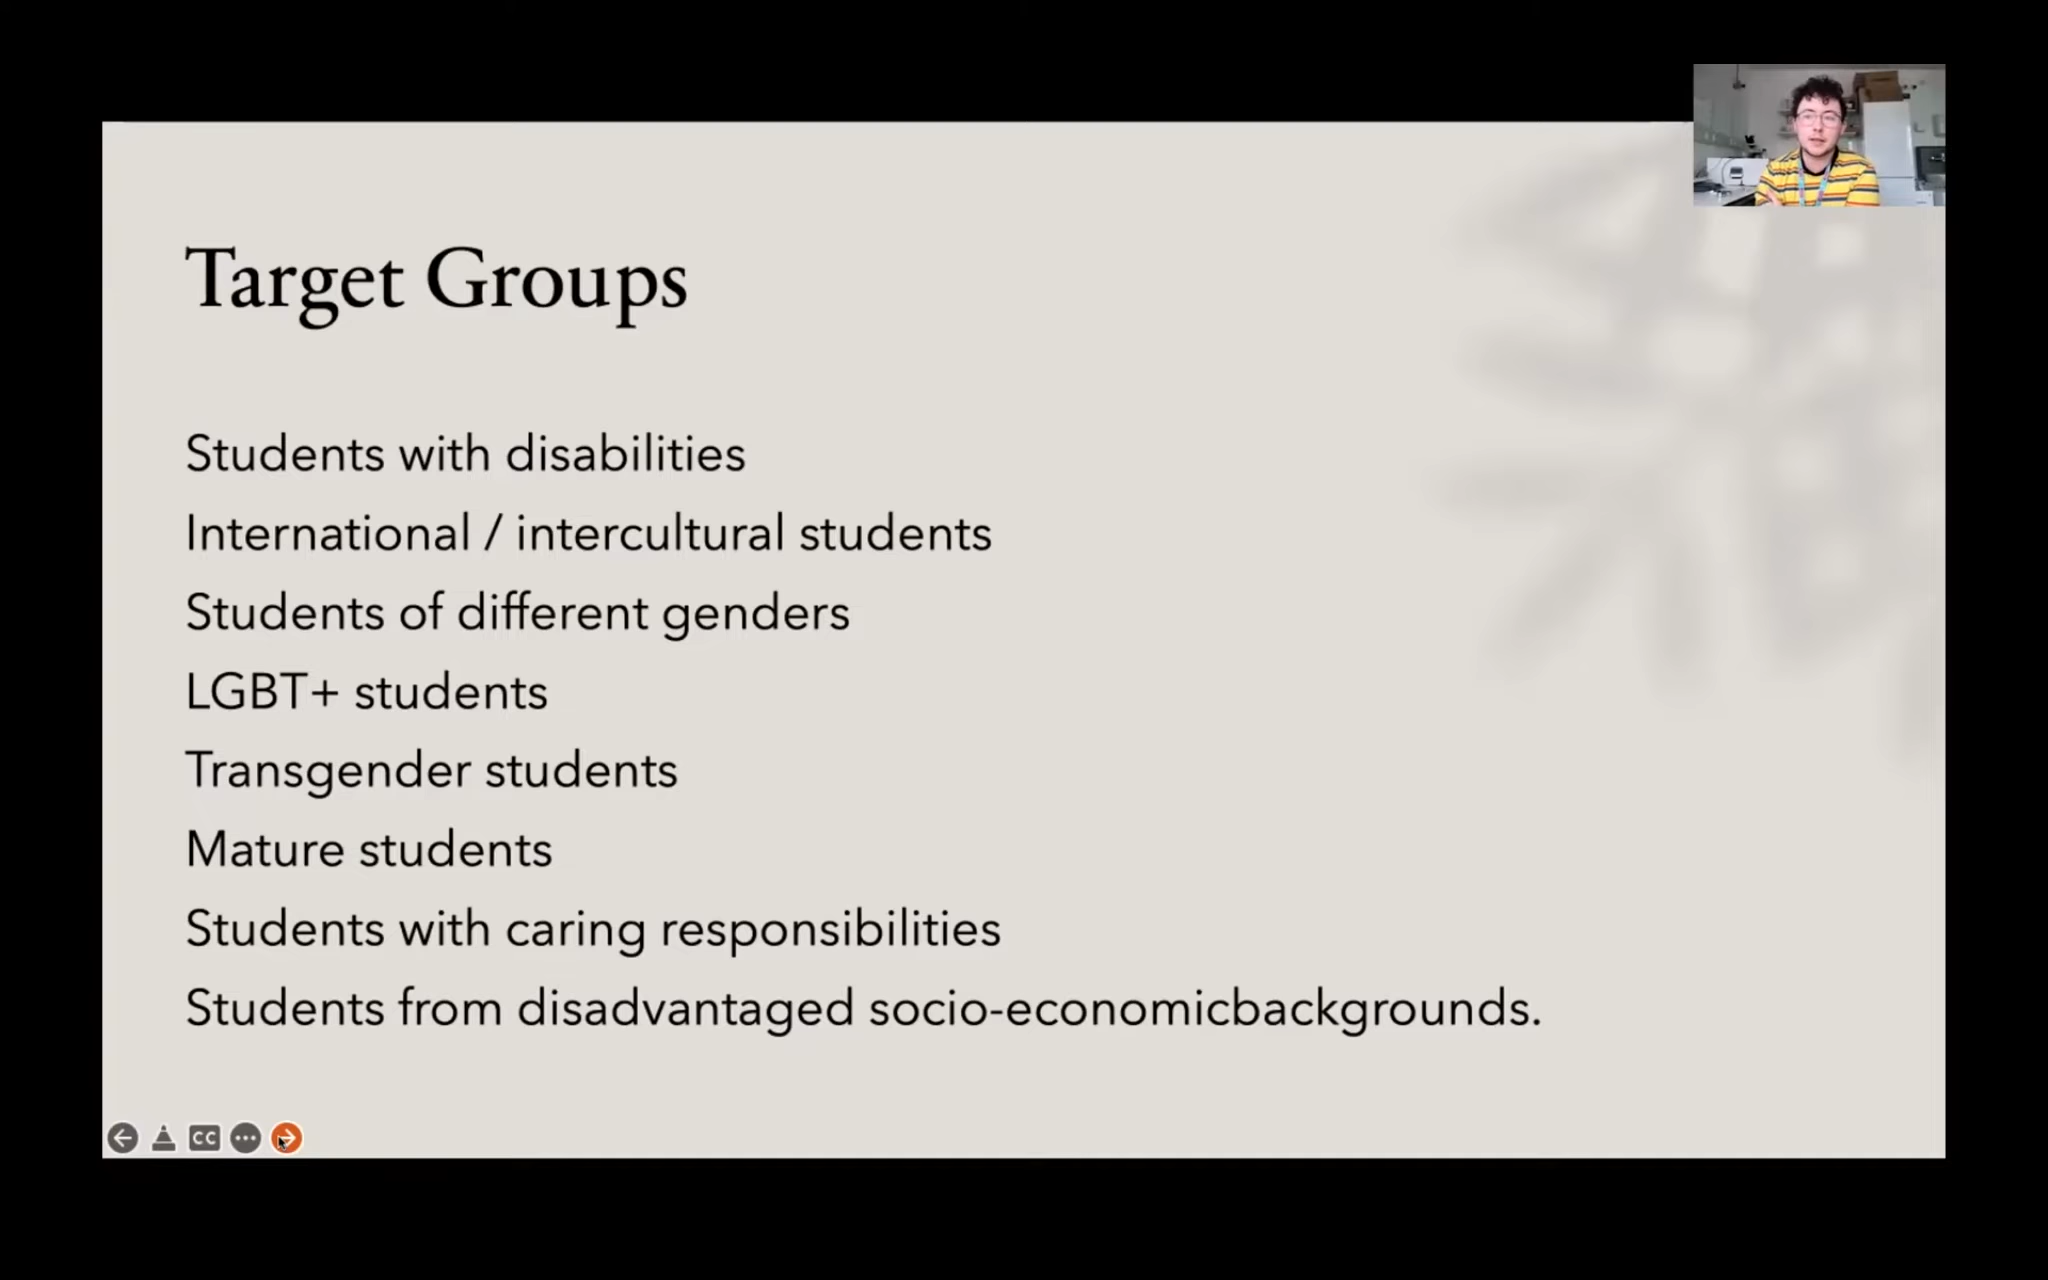 Target Groups
Students with disabilities
International / intercultural students
Students of different genders
LGBT+ students
Transgender students
Mature students
Students with caring responsibilities
Students from disadvantaged socio-economicbackgrounds.
CC